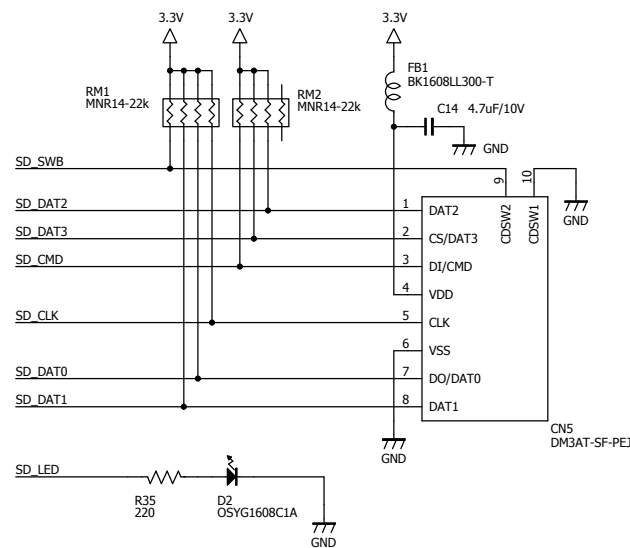 3.3V 3.3V 3.3V
RM1
MNR14-22k
RM2
MNR14-22k
FB1
BK1608LL300-T
C14 4.7uF/10V
GND
SD_SWB
9 10
GND
CDSW2 CDSW1
SD_DAT2 1 DAT2
SD_DAT3 2 CS/DAT3
SD_CMD 3 DI/CMD
4 VDD
SD_CLK 5 CLK
6 VSS
SD_DAT0 7 DO/DAT0
SD_DAT1 8 DAT1
CN5
DM3AT-SF-PEJ
GND
SD_LED
R35
220
D2
OSYG1608C1A
GND